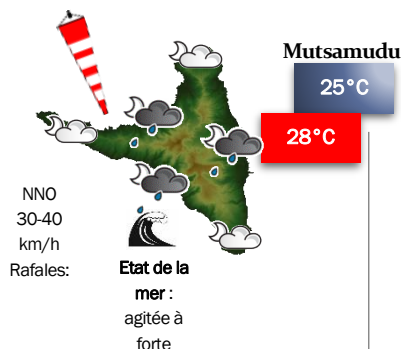 Mutsamudu
25°C
28°C
NNO
30-40
km/h
Rafales:
Etat de la
mer :
agitée à
forte